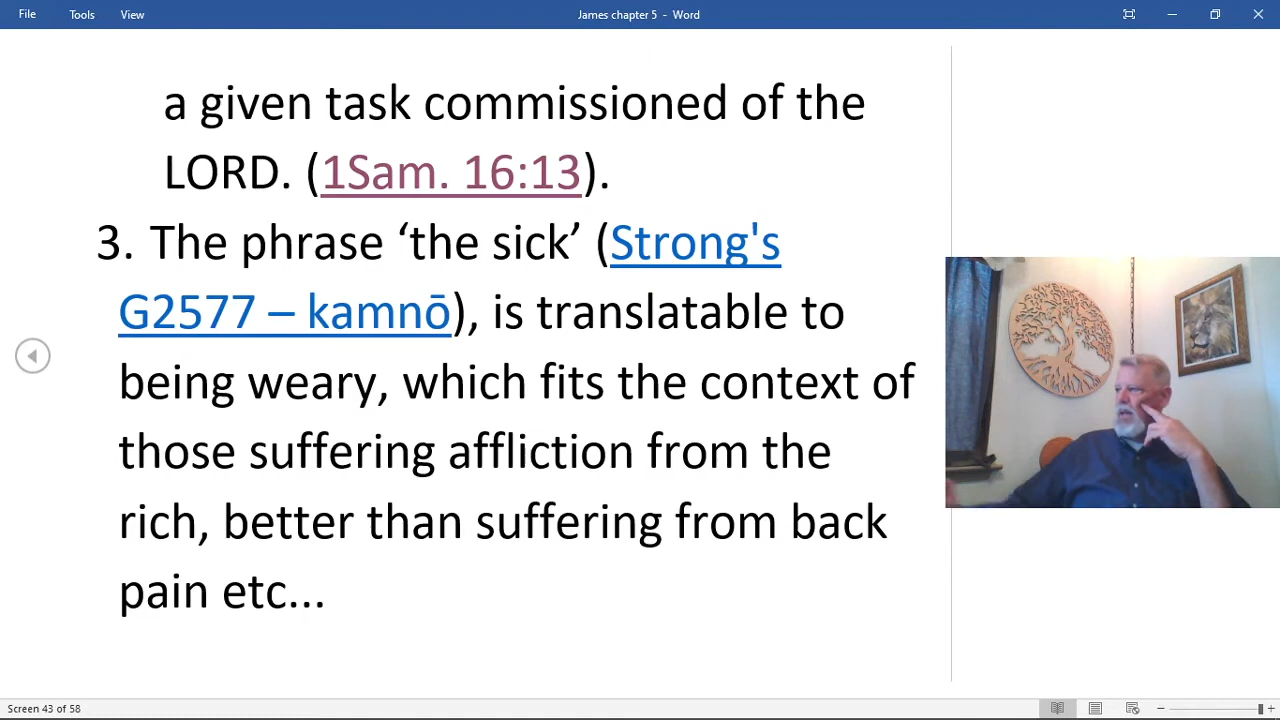 File Tools View James chapter 5 - Word
a given task commissioned of the
LORD. (1Sam. 16:13).
3. The phrase ‘the sick’ (Strong's
G2577 – kamnō), is translatable to
being weary, which fits the context of
those suffering affliction from the
rich, better than suffering from back
pain etc...
Screen 43 of 58